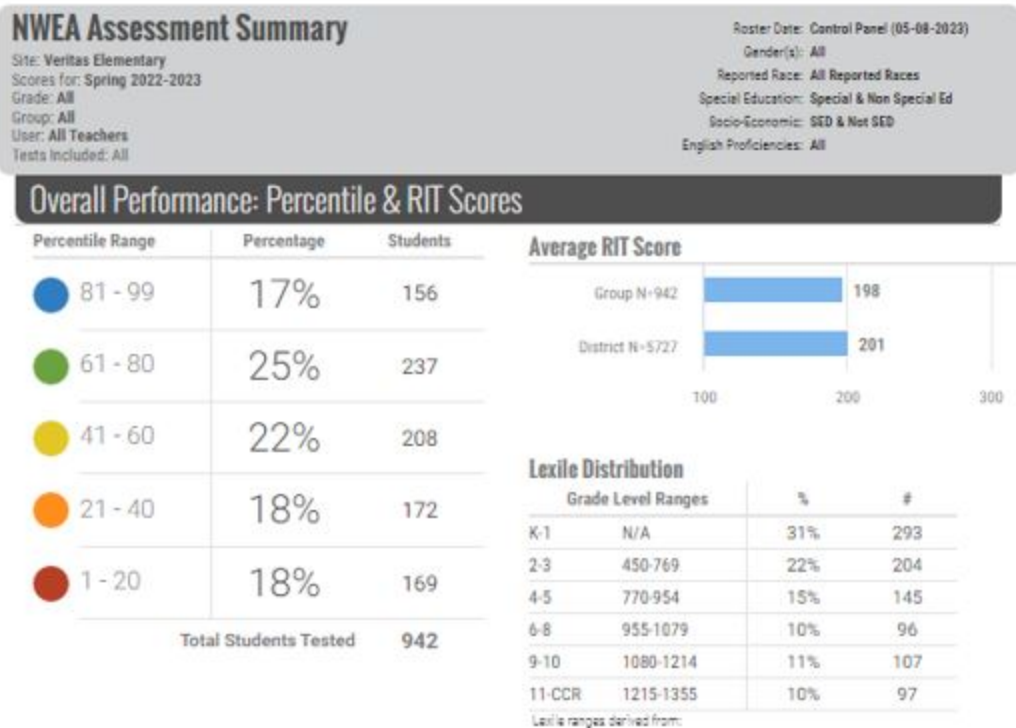 NWEA Assessment Summary
Site: Veritas Elementary
Scores for: Spring 2022-2023
Grade: All
Group: All
User: All Teachers
Tests Included: All
Roster Date: Control Panel (05-08-2023)
Gender(s): All
Reported Race: All Reported Races
Special Education: Special & Non Special Ed
Socio-Economic: SED & Not SED
English Proficiencies: All
Overall Performance: Percentile & RIT Scores
Percentile Range Percentage Students
81 - 99 17% 156
61 - 80 25% 237
41 - 60 22% 208
21 - 40 18% 172
1 - 20 18% 169
Total Students Tested 942
Average RIT Score
Group N=942 198
District N=5727 201
100 200 300
Lexile Distribution
Grade Level Ranges % #
K-1 N/A 31% 293
2-3 450-769 22% 204
4-5 770-954 15% 145
6-8 955-1079 10% 96
9-10 1080-1214 11% 107
11-CCR 1215-1355 10% 97
Lexile ranges derived from: